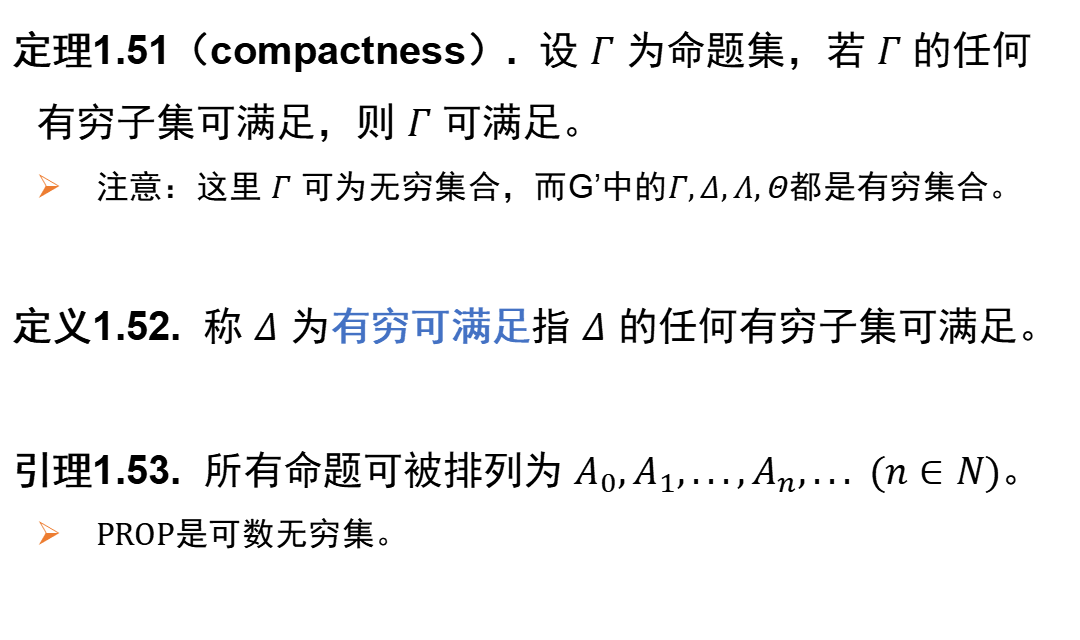 定理1.51（compactness）. 设 Γ 为命题集，若 Γ 的任何
有穷子集可满足，则 Γ 可满足。
➢ 注意：这里 Γ 可为无穷集合，而G’中的Γ, Δ, Λ, Θ都是有穷集合。
定义1.52. 称 Δ 为有穷可满足指 Δ 的任何有穷子集可满足。
引理1.53. 所有命题可被排列为 A₀, A₁, . . . , Aₙ, . . . (n ∈ N)。
➢ PROP是可数无穷集。